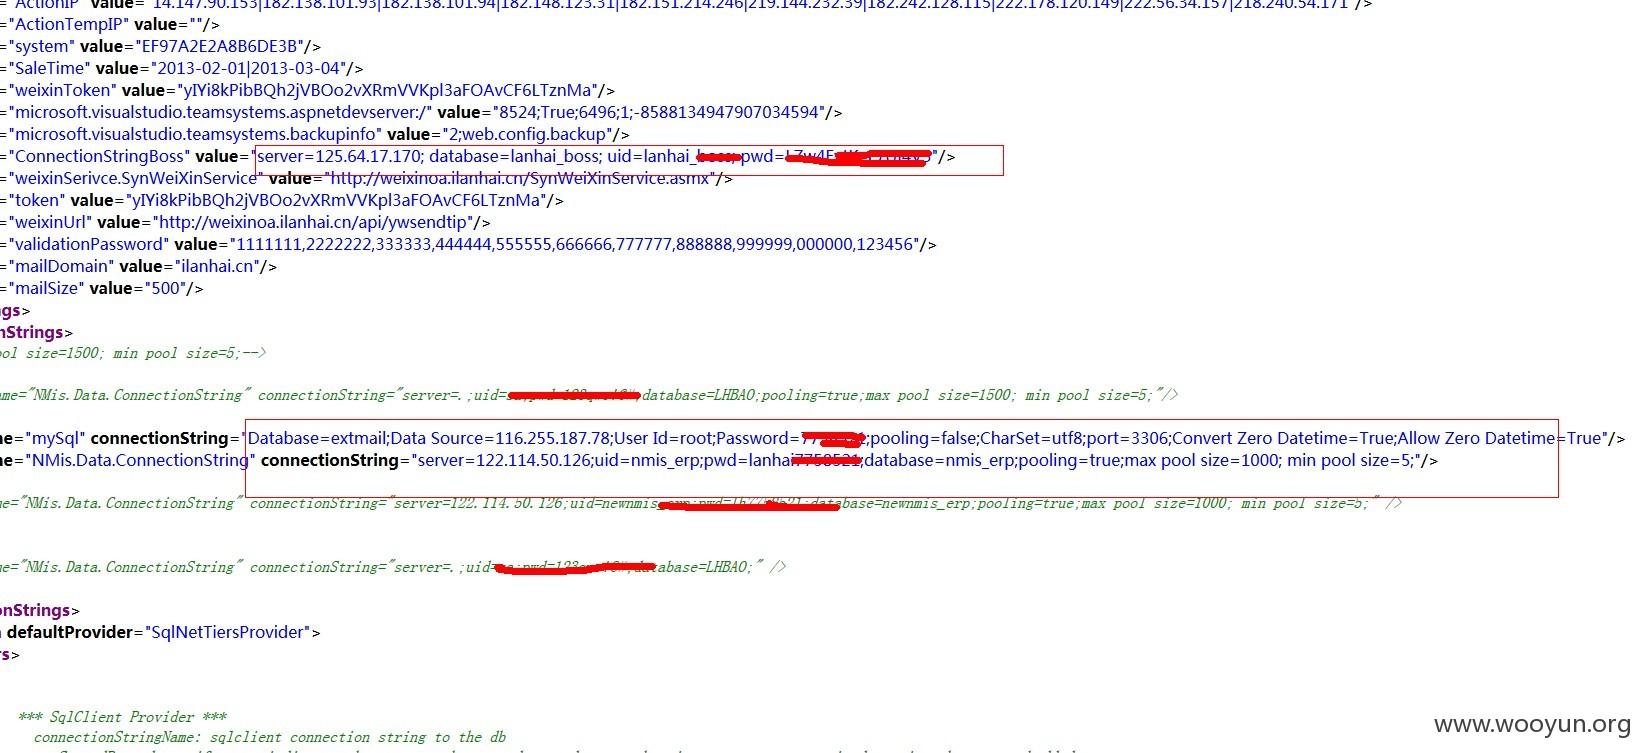 ="ActionIP" value="14.147.90.153|182.138.101.93|182.138.101.94|182.148.123.31|182.151.214.246|219.144.232.39|182.242.128.115|222.178.120.149|222.56.34.157|218.240.54.171"/>
="ActionTempIP" value=""/>
="system" value="EF97A2E2A8B6DE3B"/>
="SaleTime" value="2013-02-01|2013-03-04"/>
="weixinToken" value="yIYi8kPibBQh2jVBOo2vXRmVVKpl3aFOAvCF6LTznMa"/>
="microsoft.visualstudio.teamsystems.aspnetdevserver:/" value="8524;True;6496;1;-8588134947907034594"/>
="microsoft.visualstudio.teamsystems.backupinfo" value="2;web.config.backup"/>
="ConnectionStringBoss" value="server=125.64.17.170; database=lanhai_boss; uid=lanhai_ pwd= "/>
="weixinSerivce.SynWeiXinService" value="http://weixinoa.ilanhai.cn/SynWeiXinService.asmx"/>
="token" value="yIYi8kPibBQh2jVBOo2vXRmVVKpl3aFOAvCF6LTznMa"/>
="weixinUrl" value="http://weixinoa.ilanhai.cn/api/ywsendtip"/>
="validationPassword" value="1111111,2222222,333333,444444,555555,666666,777777,888888,999999,000000,123456"/>
="mailDomain" value="ilanhai.cn"/>
="mailSize" value="500"/>
ngs>
nStrings>
ool size=1500; min pool size=5;-->
me="NMis.Data.ConnectionString" connectionString="server=.;uid= ;database=LHBAO;pooling=true;max pool size=1500; min pool size=5;"/>
ne="mySql" connectionString="Database=extmail;Data Source=116.255.187.78;User Id=root;Password= ;pooling=false;CharSet=utf8;port=3306;Convert Zero Datetime=True;Allow Zero Datetime=True"/>
ne="NMis.Data.ConnectionString" connectionString="server=122.114.50.126;uid=nmis_erp;pwd=lanhai ;database=nmis_erp;pooling=true;max pool size=1000; min pool size=5;"/>
me="NMis.Data.ConnectionString" connectionString="server=122.114.50.126;uid=newnmis_ database=newnmis_erp;pooling=true;max pool size=1000; min pool size=5;" />
me="NMis.Data.ConnectionString" connectionString="server=.;uid= database=LHBAO;" />
onStrings>
defaultProvider="SqlNetTiersProvider">
rs>
*** SqlClient Provider ***
connectionStringName: sqlclient connection string to the db
www.wooyun.org